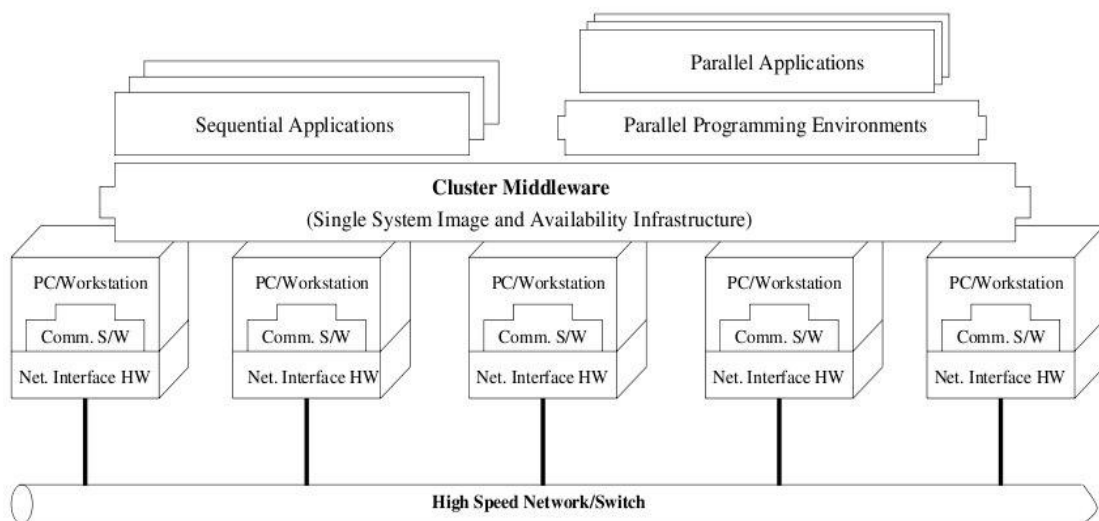 Parallel Applications
Sequential Applications
Parallel Programming Environments
Cluster Middleware
(Single System Image and Availability Infrastructure)
PC/Workstation
Comm. S/W
Net. Interface HW
PC/Workstation
Comm. S/W
Net. Interface HW
PC/Workstation
Comm. S/W
Net. Interface HW
PC/Workstation
Comm. S/W
Net. Interface HW
PC/Workstation
Comm. S/W
Net. Interface HW
High Speed Network/Switch